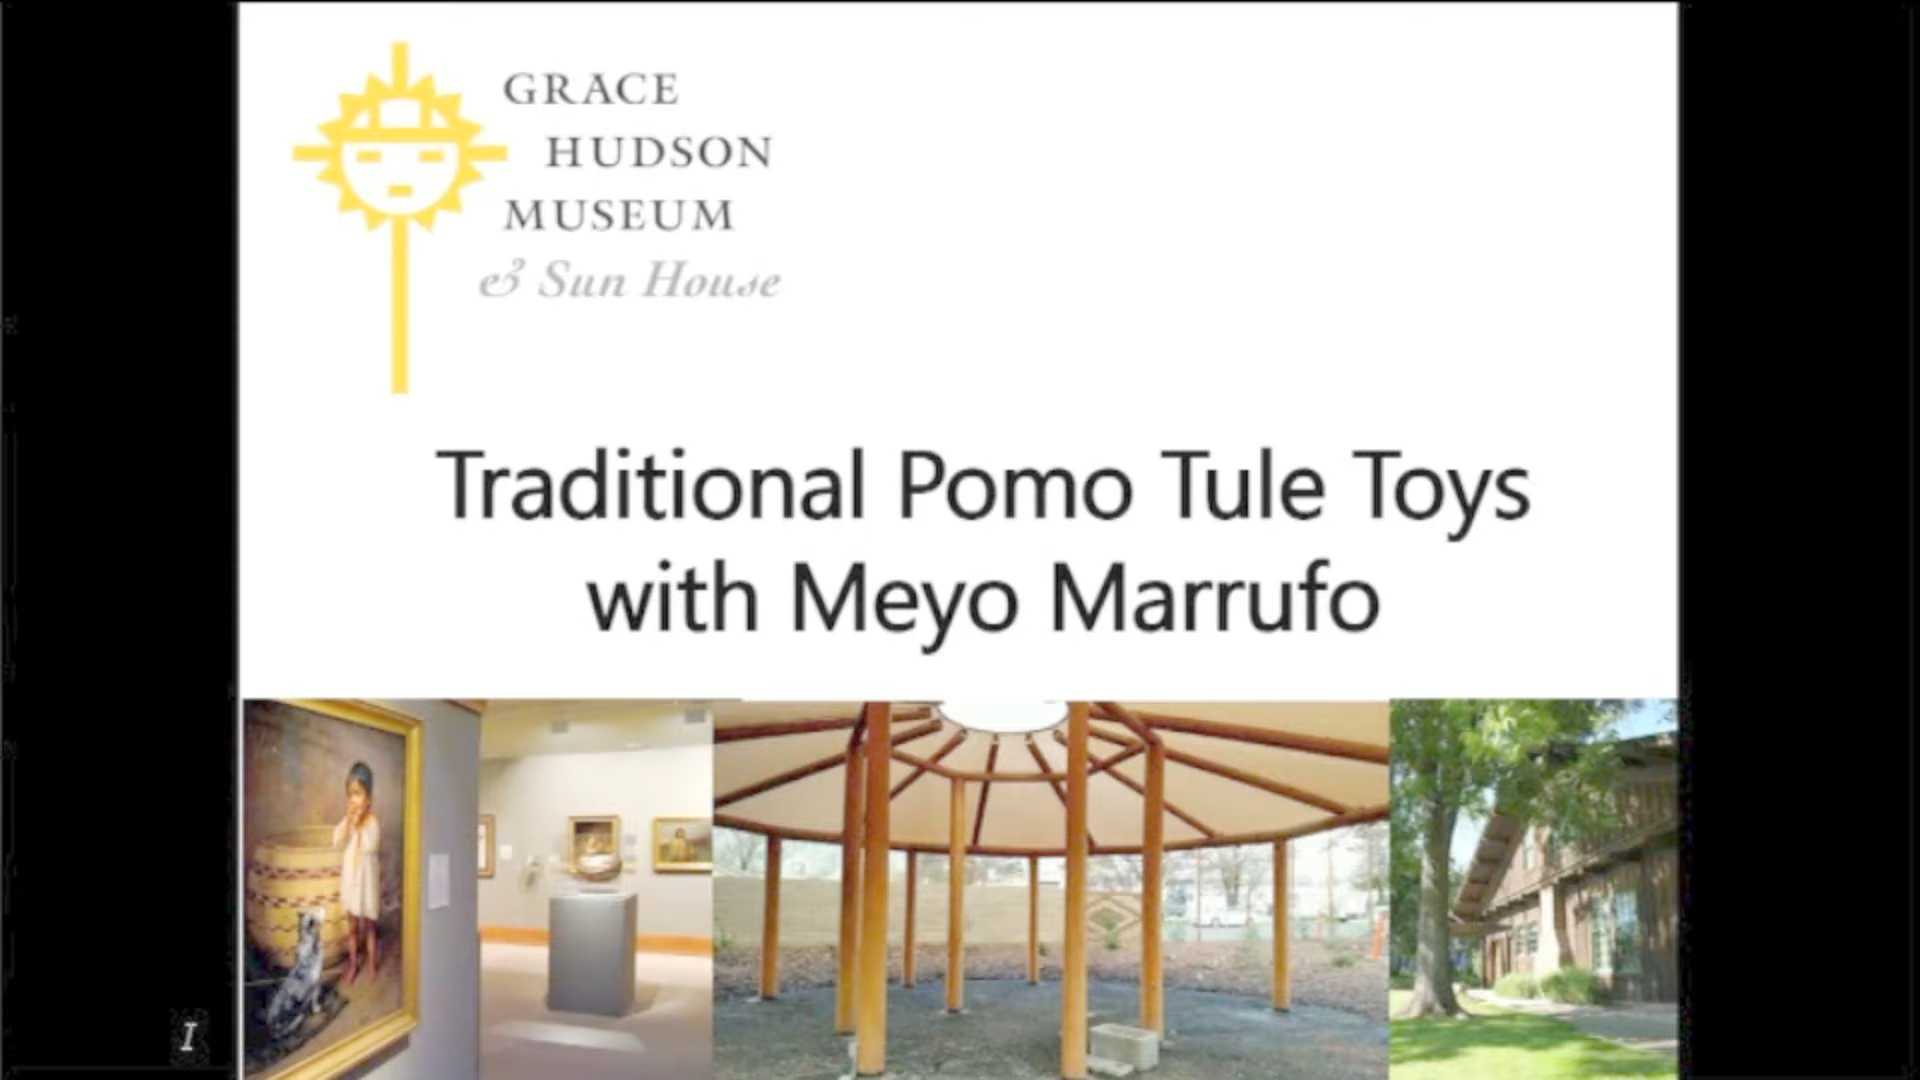 GRACE
HUDSON
MUSEUM
& Sun House
Traditional Pomo Tule Toys
with Meyo Marrufo